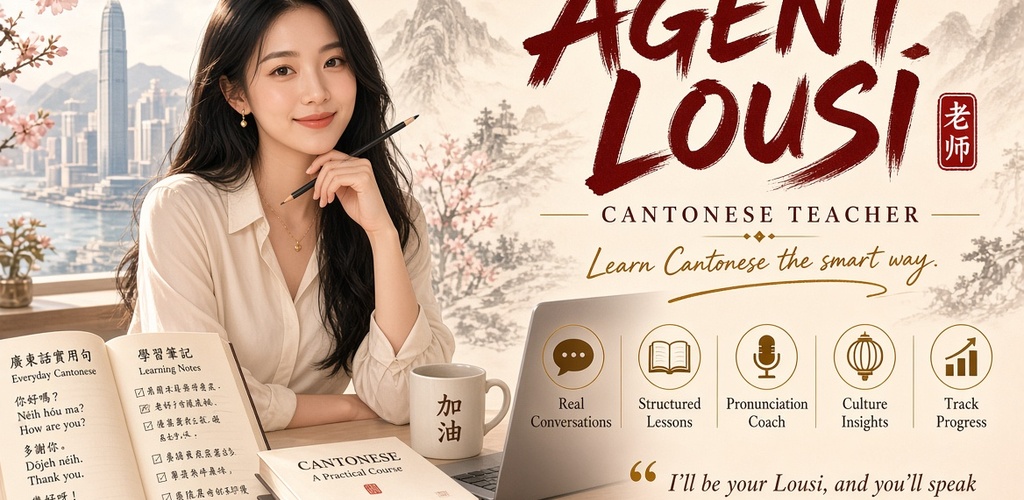 AGENT
LOUSi
老
师
CANTONESE TEACHER
Learn Cantonese the smart way.
Real
Conversations
Structured
Lessons
Pronunciation
Coach
Culture
Insights
Track
Progress
“ I’ll be your Lousi, and you’ll speak
廣東話實用句
Everyday Cantonese
你好嗎？
Néih hóu ma?
How are you?
多謝你。
Dōjeh néih.
Thank you.
學習筆記
Learning Notes
加
油
CANTONESE
A Practical Course